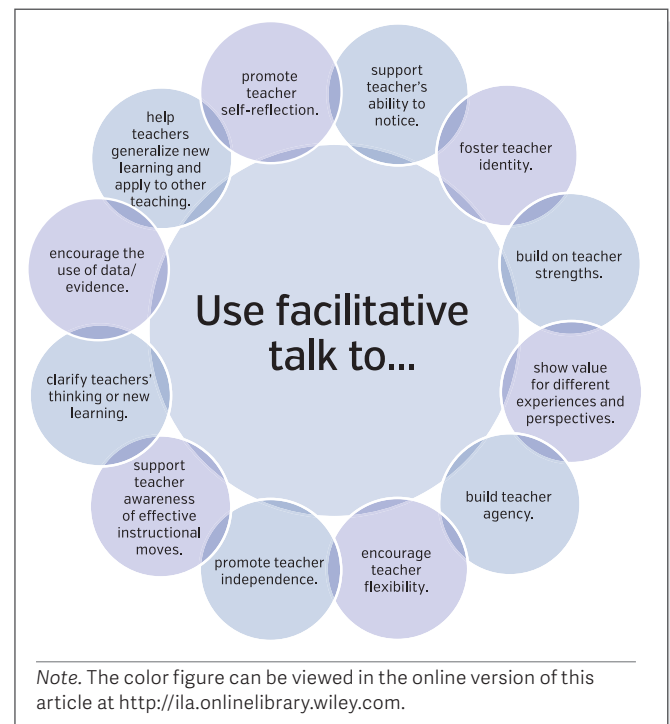 Use facilitative
talk to...
support
teacher's
ability to
notice.
foster teacher
identity.
build on teacher
strengths.
show value
for different
experiences and
perspectives.
build teacher
agency.
encourage
teacher
flexibility.
promote teacher
independence.
support
teacher
awareness
of effective
instructional
moves.
clarify teachers'
thinking or new
learning.
encourage the
use of data/
evidence.
help
teachers
generalize new
learning and
apply to other
teaching.
promote
teacher
self-reflection.
Note. The color figure can be viewed in the online version of this
article at http://ila.onlinelibrary.wiley.com.